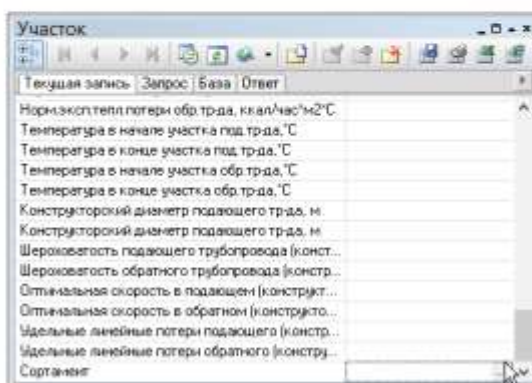 Участок
Текущая запись Запрос База Ответ
Норм.эксп.тепл.потери обр.тр-да, ккал/час*м2*С
Температура в начале участка под.тр-да,°С
Температура в конце участка под.тр-да,°С
Температура в начале участка обр.тр-да,°С
Температура в конце участка обр.тр-да,°С
Конструкторский диаметр подающего тр-да, м
Конструкторский диаметр подающего тр-да, м
Шероховатость подающего трубопровода (конст...
Шероховатость обратного трубопровода (констр...
Оптимальная скорость в подающем (конструкт...
Оптимальная скорость в обратном (конструкто...
Удельные линейные потери подающего (констр...
Удельные линейные потери обратного (констру...
Сортамент